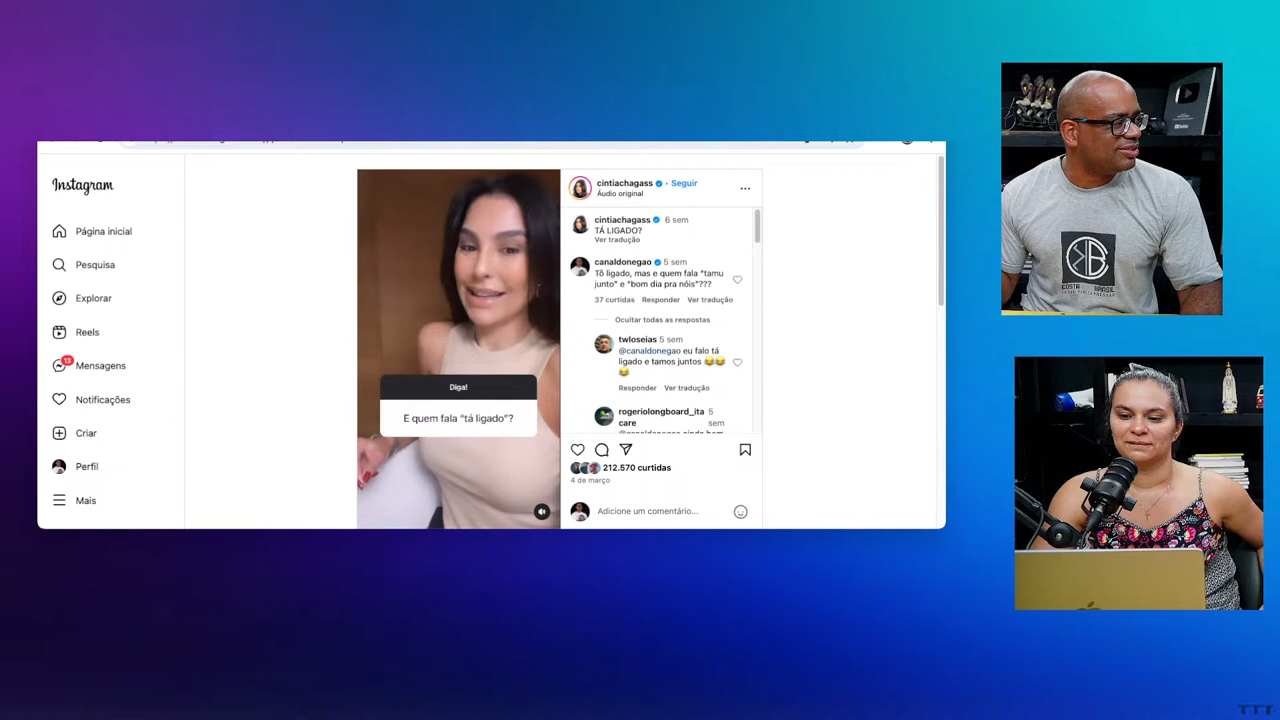 Instagram
Página inicial
Pesquisa
Explorar
Reels
13
Mensagens
Notificações
Criar
Perfil
Mais
Diga!
E quem fala “tá ligado”?
cintiachagass • Seguir
Áudio original
cintiachagass 6 sem
TÁ LIGADO?
Ver tradução
canaldonegao 5 sem
Tô ligado, mas e quem fala “tamu
junto” e “bom dia pra nóis”???
37 curtidas Responder Ver tradução
Ocultar todas as respostas
twloseias 5 sem
@canaldonegao eu falo tá
ligado e tamos juntos 😂😂
😂
Responder Ver tradução
rogeriolongboard_ita 5
care sem
212.570 curtidas
4 de março
Adicione um comentário...
COSTA BRASIL
YouTube